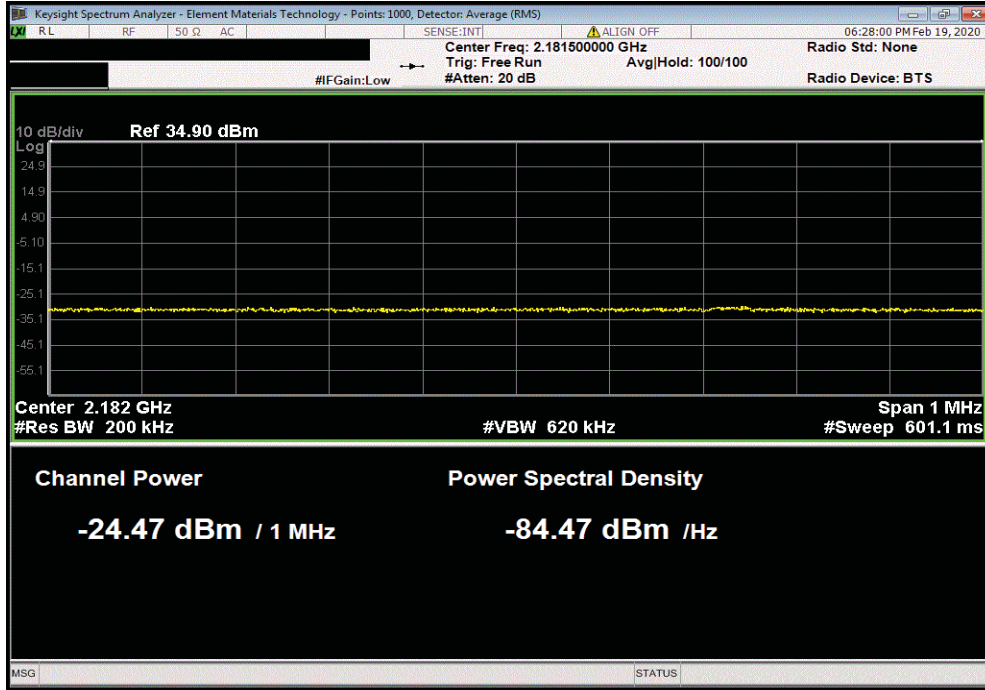 Keysight Spectrum Analyzer - Element Materials Technology - Points: 1000, Detector: Average (RMS)
LXI RL RF 50 Ω AC SENSE:INT ALIGN OFF 06:28:00 PM Feb 19, 2020
Center Freq: 2.181500000 GHz Radio Std: None
Trig: Free Run Avg|Hold: 100/100
#IFGain:Low #Atten: 20 dB Radio Device: BTS
10 dB/div Ref 34.90 dBm
Log
24.9
14.9
4.90
-5.10
-15.1
-25.1
-35.1
-45.1
-55.1
Center 2.182 GHz Span 1 MHz
#Res BW 200 kHz #VBW 620 kHz #Sweep 601.1 ms
Channel Power Power Spectral Density
-24.47 dBm / 1 MHz -84.47 dBm /Hz
MSG STATUS